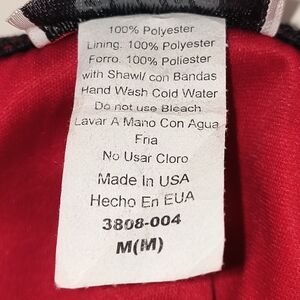 100% Polyester
Lining: 100% Polyester
Forro: 100% Poliester
with Shawl/ con Bandas
Hand Wash Cold Water
Do not use Bleach
Lavar A Mano Con Agua
Fria
No Usar Cloro
Made In USA
Hecho En EUA
3808-004
M(M)